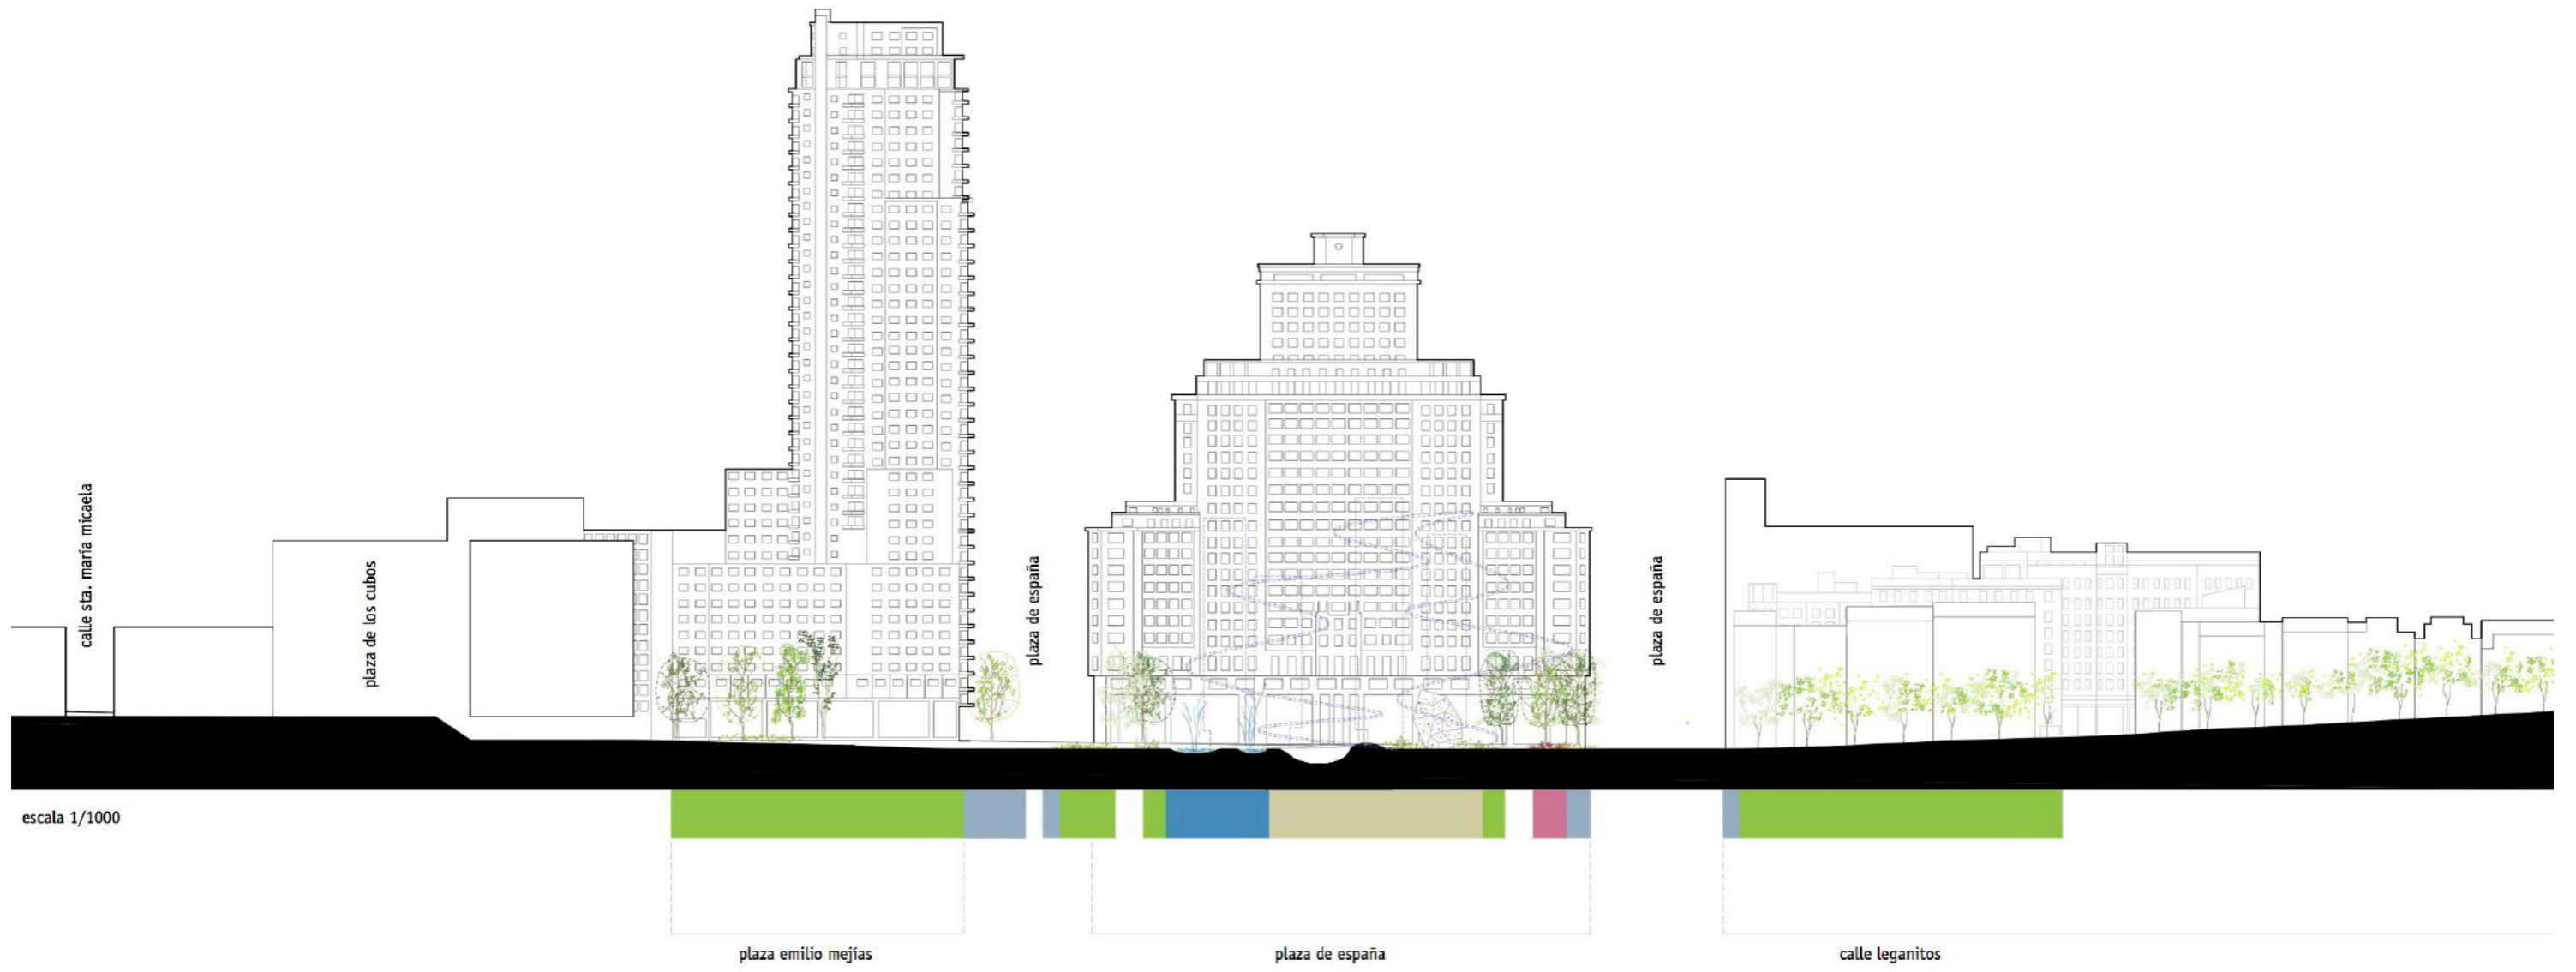 calle sta. maría micaela
plaza de los cubos
plaza de españa
plaza de españa
escala 1/1000
plaza emilio mejías
plaza de españa
calle leganitos